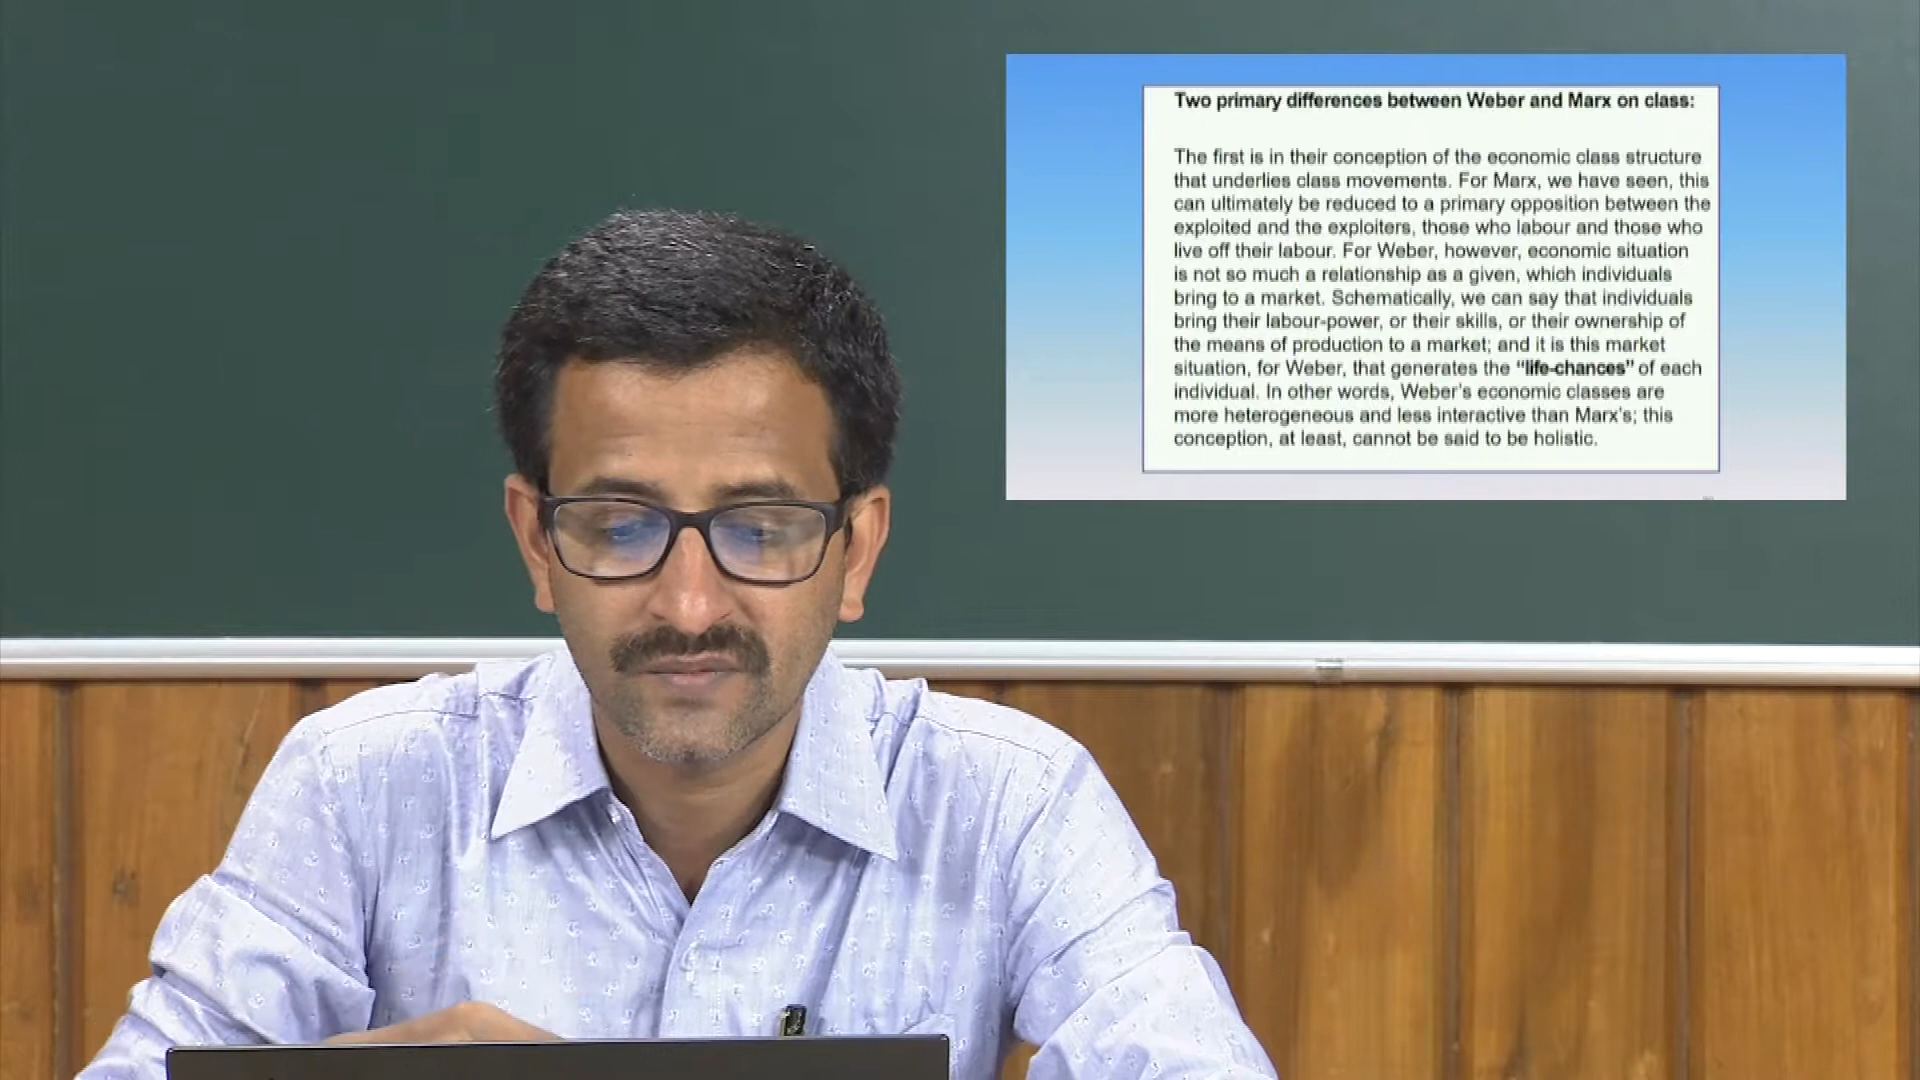 Two primary differences between Weber and Marx on class:
The first is in their conception of the economic class structure
that underlies class movements. For Marx, we have seen, this
can ultimately be reduced to a primary opposition between the
exploited and the exploiters, those who labour and those who
live off their labour. For Weber, however, economic situation
is not so much a relationship as a given, which individuals
bring to a market. Schematically, we can say that individuals
bring their labour-power, or their skills, or their ownership of
the means of production to a market; and it is this market
situation, for Weber, that generates the “life-chances” of each
individual. In other words, Weber’s economic classes are
more heterogeneous and less interactive than Marx’s; this
conception, at least, cannot be said to be holistic.